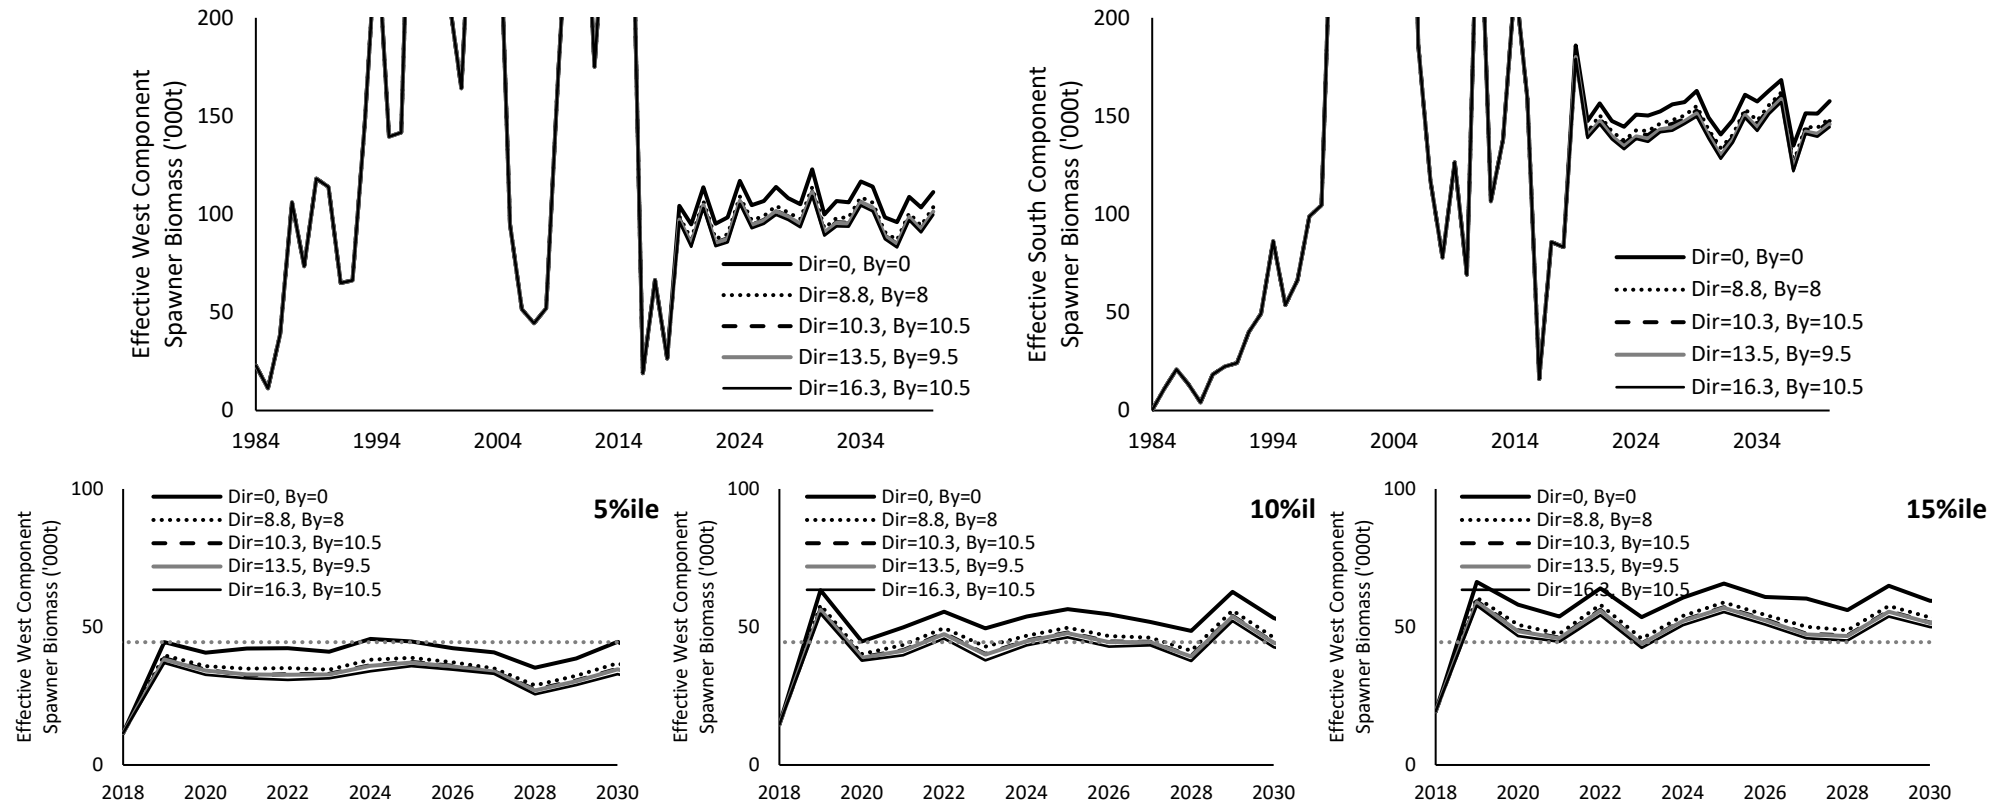 Effective West Component
Spawner Biomass ('000t)
200
150
100
50
0
1984
1994
2004
2014
2024
2034
Dir=0, By=0
Dir=8.8, By=8
Dir=10.3, By=10.5
Dir=13.5, By=9.5
Dir=16.3, By=10.5
Effective South Component
Spawner Biomass ('000t)
200
150
100
50
0
1984
1994
2004
2014
2024
2034
Dir=0, By=0
Dir=8.8, By=8
Dir=10.3, By=10.5
Dir=13.5, By=9.5
Dir=16.3, By=10.5
Effective West Component
Spawner Biomass ('000t)
100
50
0
2018
2020
2022
2024
2026
2028
2030
Dir=0, By=0
Dir=8.8, By=8
Dir=10.3, By=10.5
Dir=13.5, By=9.5
Dir=16.3, By=10.5
5%ile
Effective West Component
Spawner Biomass ('000t)
100
50
0
2018
2020
2022
2024
2026
2028
2030
Dir=0, By=0
Dir=8.8, By=8
Dir=10.3, By=10.5
Dir=13.5, By=9.5
Dir=16.3, By=10.5
10%il
Effective West Component
Spawner Biomass ('000t)
100
50
0
2018
2020
2022
2024
2026
2028
2030
Dir=0, By=0
Dir=8.8, By=8
Dir=10.3, By=10.5
Dir=13.5, By=9.5
Dir=16.3, By=10.5
15%ile